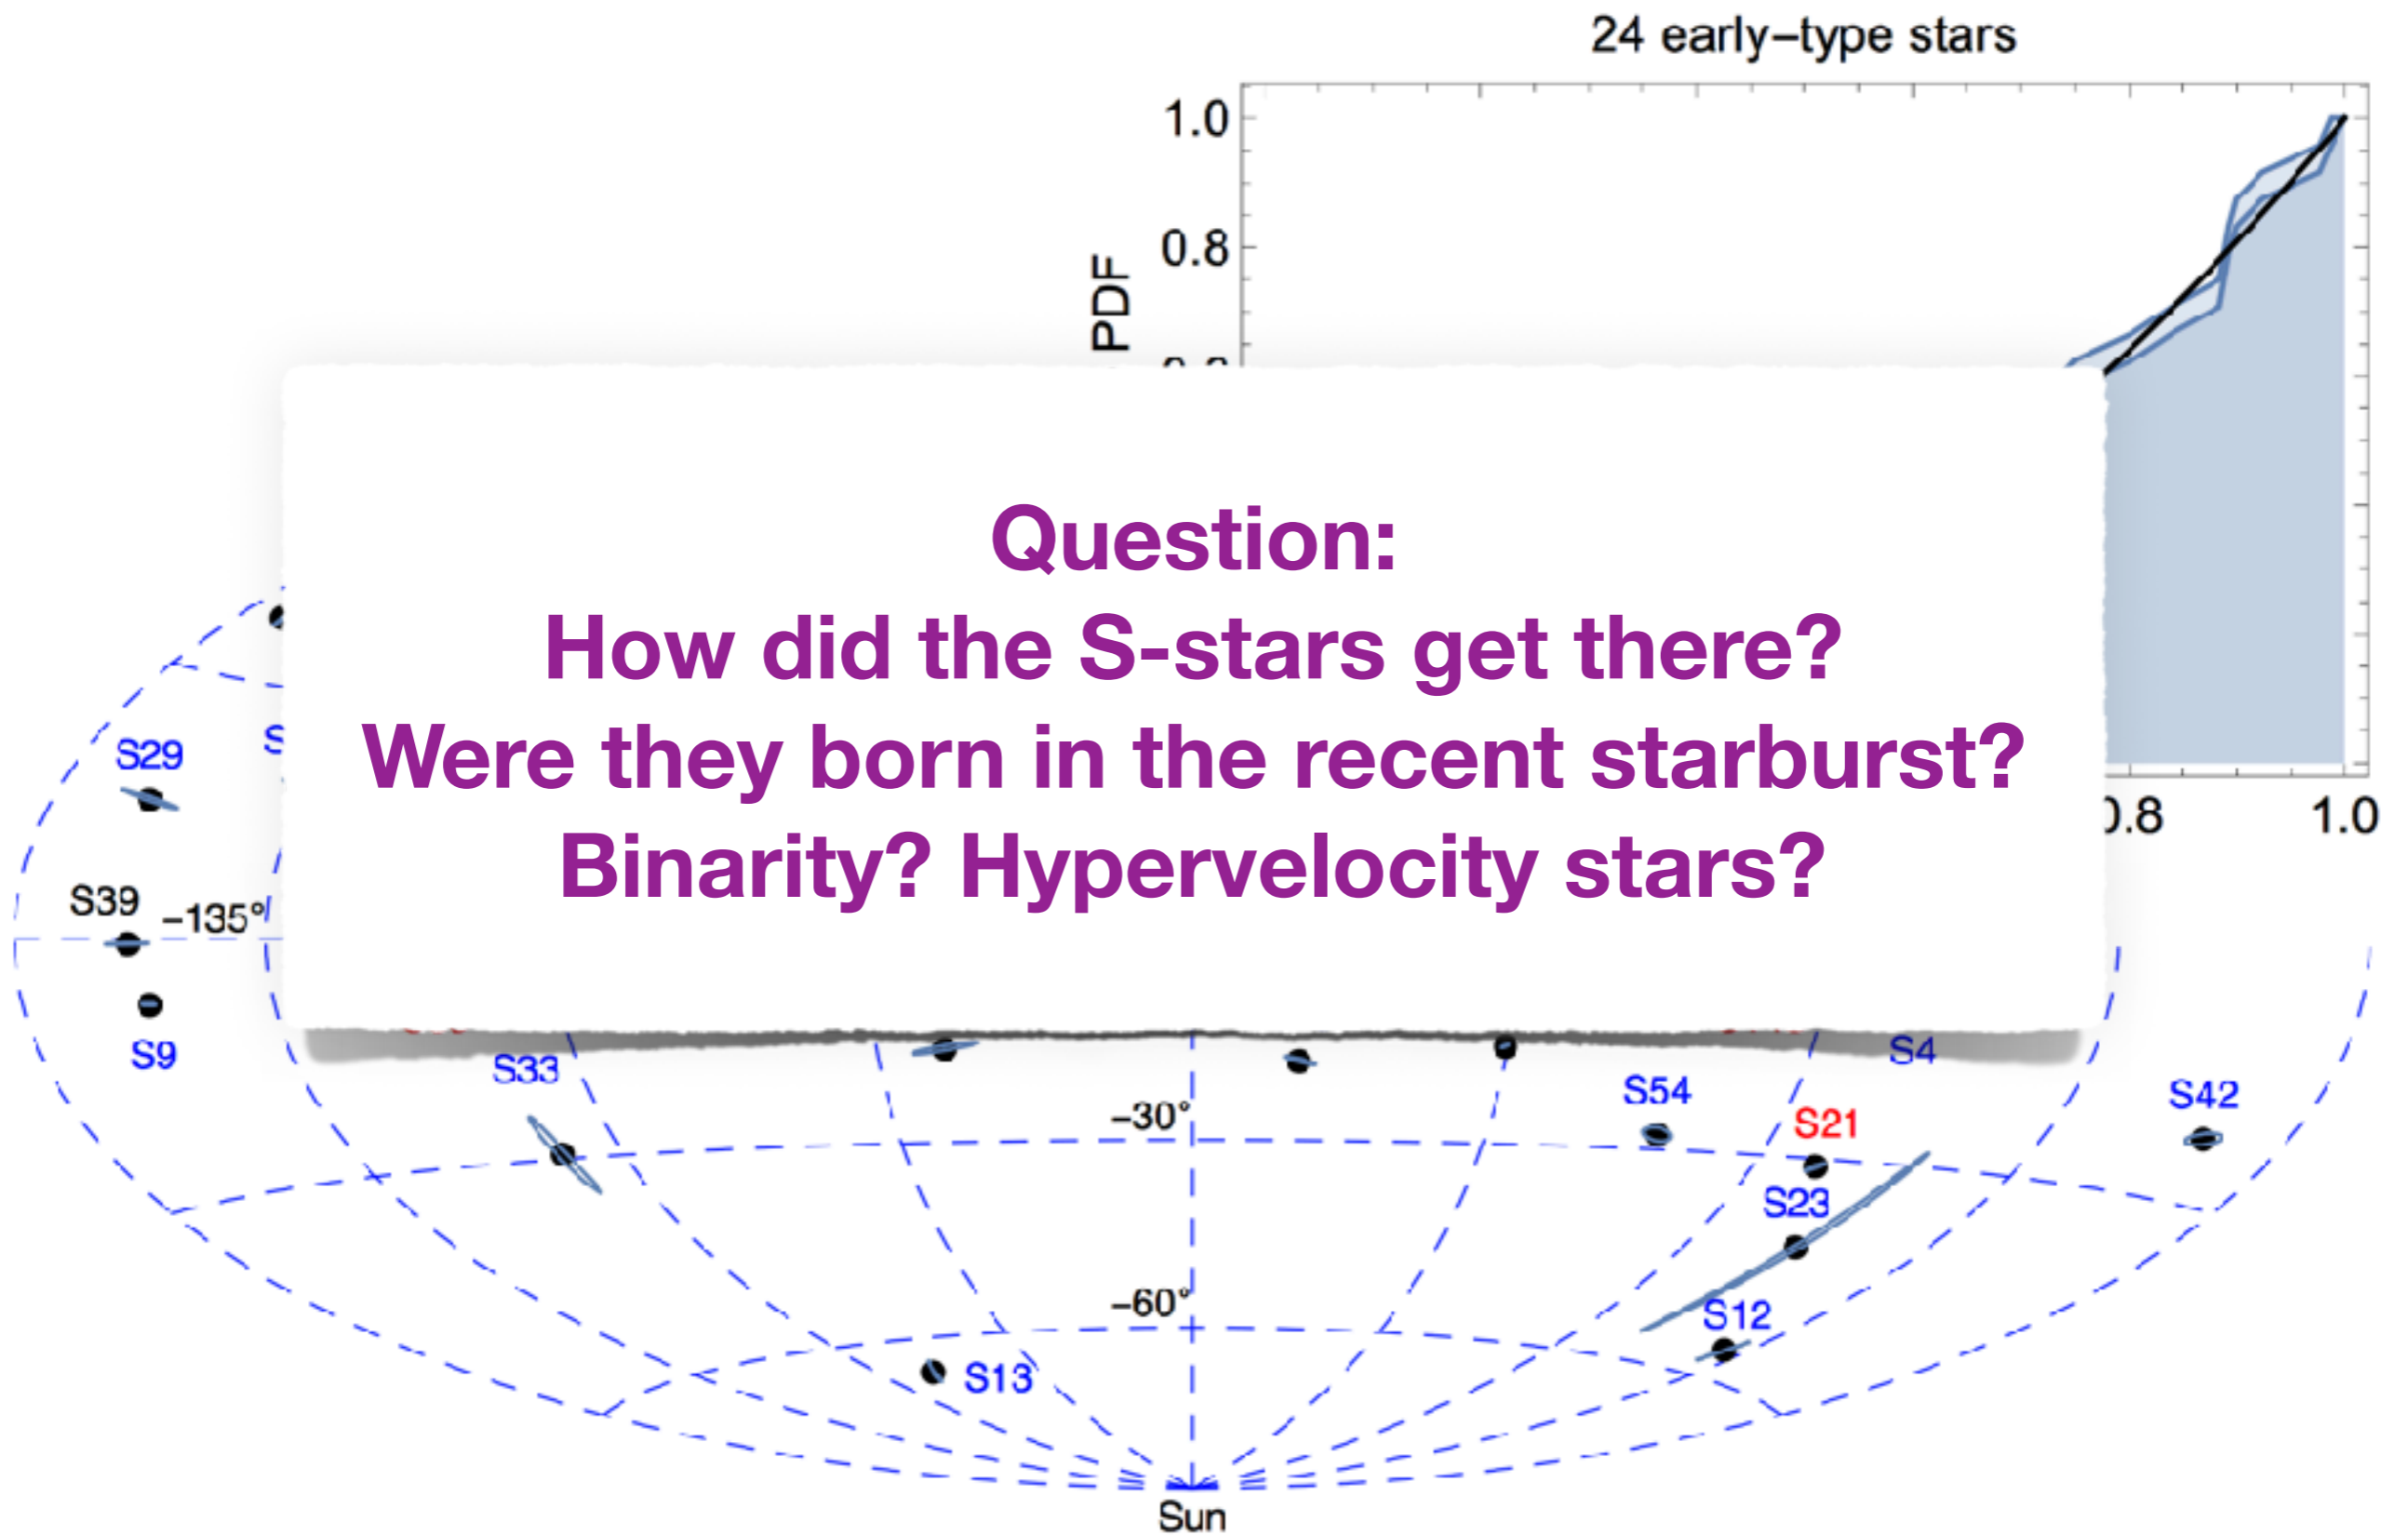 24 early–type stars
1.0
0.8
PDF
Question:
How did the S-stars get there?
Were they born in the recent starburst?
Binarity? Hypervelocity stars?
S29
0.8
1.0
S39
−135°
S9
S33
S4
S54
S42
−30°
S21
S23
−60°
S12
S13
Sun